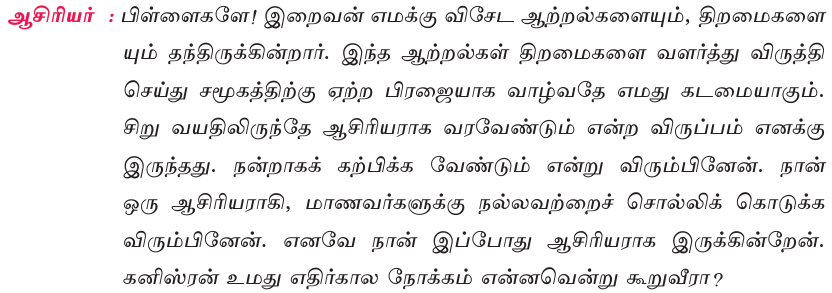 ஆசிரியர் : பிள்ளைகளே! இறைவன் எமக்கு விசேட ஆற்றல்களையும், திறமைகளை
யும் தந்திருக்கின்றார். இந்த ஆற்றல்கள் திறமைகளை வளர்த்து விருத்தி
செய்து சமூகத்திற்கு ஏற்ற பிரஜையாக வாழ்வதே எமது கடமையாகும்.
சிறு வயதிலிருந்தே ஆசிரியராக வரவேண்டும் என்ற விருப்பம் எனக்கு
இருந்தது. நன்றாகக் கற்பிக்க வேண்டும் என்று விரும்பினேன். நான்
ஒரு ஆசிரியராகி, மாணவர்களுக்கு நல்லவற்றைச் சொல்லிக் கொடுக்க
விரும்பினேன். எனவே நான் இப்போது ஆசிரியராக இருக்கின்றேன்.
கனிஸ்ரன் உமது எதிர்கால நோக்கம் என்னவென்று கூறுவீரா?